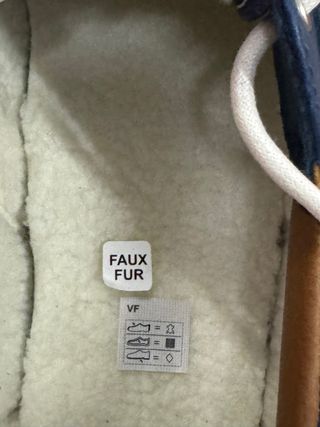 FAUX
FUR
VF
=
=
=